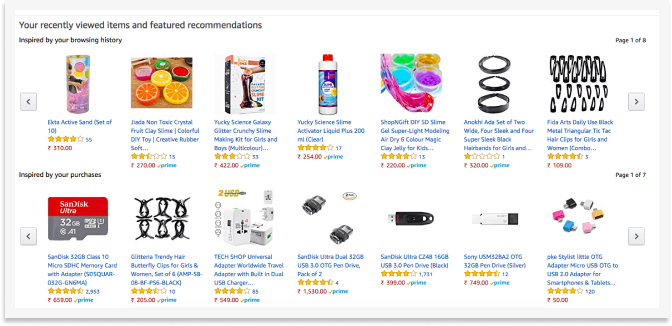 Your recently viewed items and featured recommendations
Inspired by your browsing history
Page 1 of 8
Ekta Active Sand (Set of 10)
55
₹ 310.00
Jiada Non Toxic Crystal Fruit Clay Slime | Colorful DIY Toy | Creative Rubber Soft...
15
₹ 270.00 prime
Yucky Science Galaxy Glitter Crunchy Slime Making Kit for Girls and Boys (Multicolour)...
33
₹ 422.00 prime
Yucky Science Slime Activator Liquid Plus 200 ml (Clear)
17
₹ 254.00 prime
ShopNGift DIY SD Slime Gel Super-Light Modeling Air Dry 6 Colour Magic Clay Jelly for Kids...
13
₹ 220.00 prime
Anokhi Ada Set of Two Wide, Four Sleek and Four Super Sleek Black Hairbends for Girls and...
1
₹ 320.00 prime
Fida Arts Daily Use Black Metal Triangular Tic Tac Hair Clips for Girls and Women (Combo...
5
₹ 109.00
Inspired by your purchases
Page 1 of 7
SanDisk
Ultra
32GB
A1
SanDisk 32GB Class 10 Micro SDHC Memory Card with Adapter (SDSQUAR-032G-GN6MA)
2,953
₹ 659.00 prime
Glitteria Trendy Hair Butterfly Clips for Girls & Women, Set of 6 (AMP-SB-08-BF-PS6-BLACK)
10
₹ 205.00 prime
2 USB
TECH SHOP Universal Adapter Worldwide Travel Adapter with Built in Dual USB Charger...
85
₹ 549.00 prime
SanDisk Ultra Dual 32GB USB 3.0 OTG Pen Drive, Pack of 2
4
₹ 1,530.00 prime
SanDisk Ultra CZ48 16GB USB 3.0 Pen Drive (Black)
1,731
₹ 399.00 prime
Sony USM32BA2 OTG 32GB Pen Drive (Silver)
12
₹ 749.00 prime
pke Stylist little OTG Adapter Micro USB OTG to USB 2.0 Adapter for Smartphones & Tablets...
120
₹ 50.00